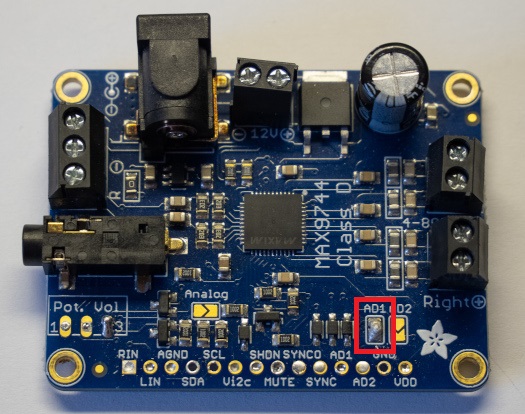 12V
R
MAX9744
Class D
4-8Ω
MAXIM
Right
Pot. Vol
1
3
Analog
AD1
AD2
RIN
AGND
SCL
SHDN
SYNCO
AD1
GND
LIN
SDA
Vi2c
MUTE
SYNC
AD2
VDD